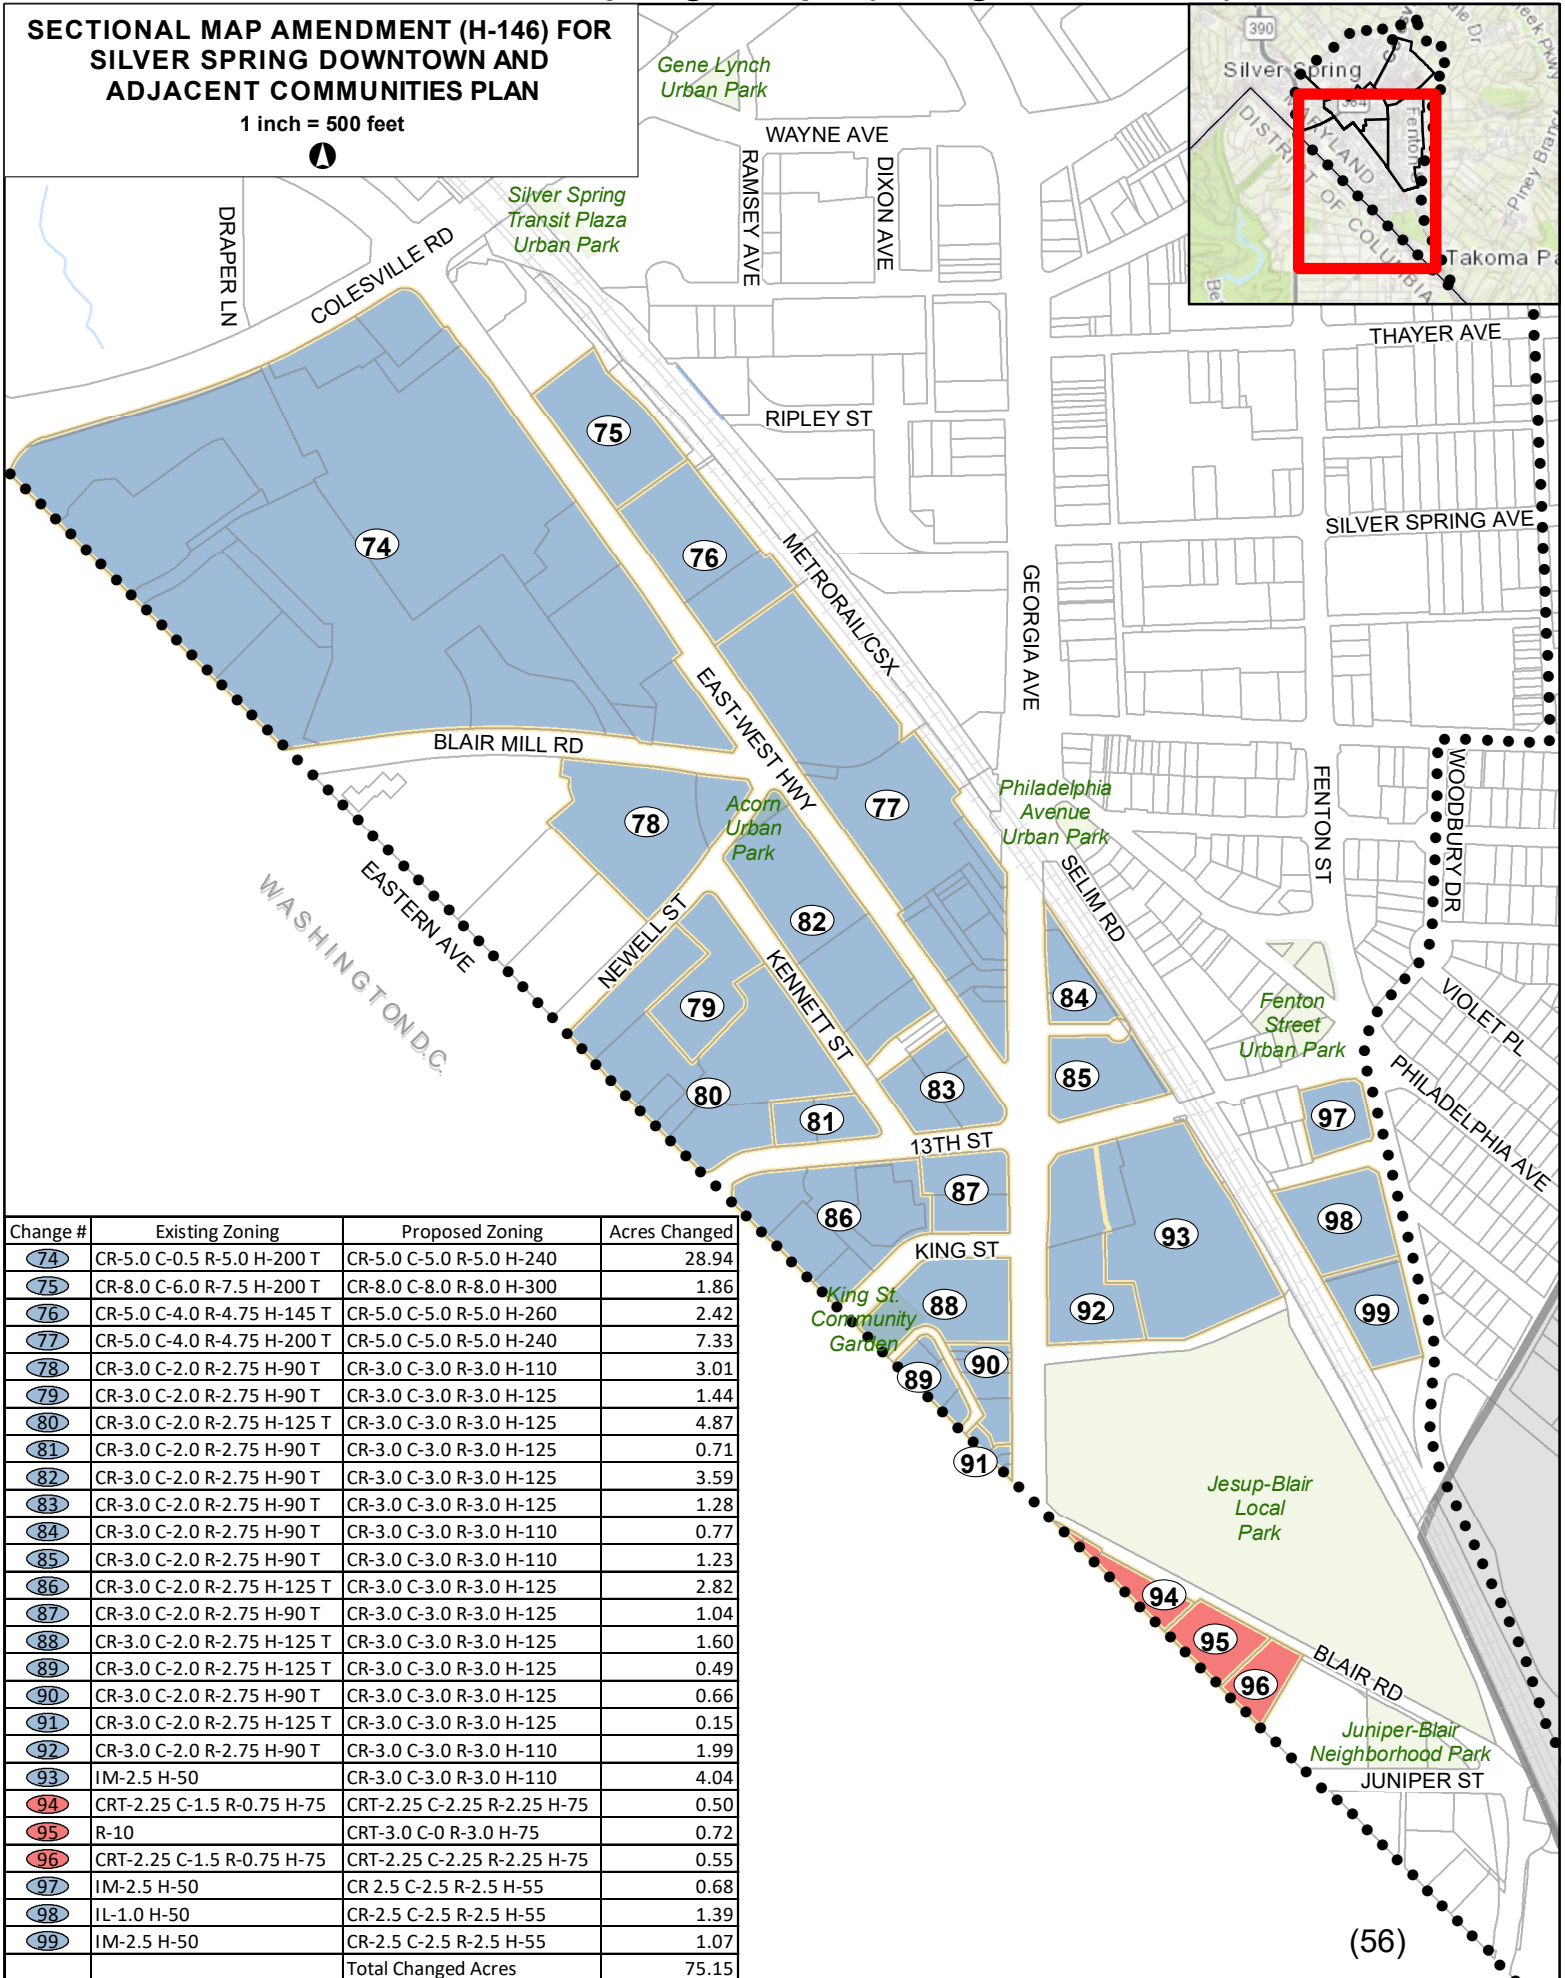 SECTIONAL MAP AMENDMENT (H-146) FOR
SILVER SPRING DOWNTOWN AND
ADJACENT COMMUNITIES PLAN
1 inch = 500 feet
Gene Lynch
Urban Park
WAYNE AVE
RAMSEY AVE
DIXON AVE
Silver Spring
Transit Plaza
Urban Park
DRAPER LN
COLESVILLE RD
390
Silver Spring
384
MARYLAND
DISTRICT OF COLUMBIA
Fenton
Piney Branch
Takoma Pa
THAYER AVE
RIPLEY ST
75
SILVER SPRING AVE
74
76
METRORAIL/CSX
GEORGIA AVE
EAST-WEST HWY
BLAIR MILL RD
WOODBURY DR
FENTON ST
Philadelphia
Avenue
Urban Park
77
78
Acorn
Urban
Park
SELIM RD
EASTERN AVE
WASHINGTON D.C.
NEWELL ST
82
KENNETT ST
79
84
Fenton
Street
Urban Park
VIOLET PL
PHILADELPHIA AVE
80
83
85
81
97
13TH ST
87
86
93
98
KING ST
King St.
Community
Garden
88
92
99
90
89
91
Jesup-Blair
Local
Park
94
95
96
BLAIR RD
Juniper-Blair
Neighborhood Park
JUNIPER ST
(56)
Change # Existing Zoning Proposed Zoning Acres Changed
74 CR-5.0 C-0.5 R-5.0 H-200 T CR-5.0 C-5.0 R-5.0 H-240 28.94
75 CR-8.0 C-6.0 R-7.5 H-200 T CR-8.0 C-8.0 R-8.0 H-300 1.86
76 CR-5.0 C-4.0 R-4.75 H-145 T CR-5.0 C-5.0 R-5.0 H-260 2.42
77 CR-5.0 C-4.0 R-4.75 H-200 T CR-5.0 C-5.0 R-5.0 H-240 7.33
78 CR-3.0 C-2.0 R-2.75 H-90 T CR-3.0 C-3.0 R-3.0 H-110 3.01
79 CR-3.0 C-2.0 R-2.75 H-90 T CR-3.0 C-3.0 R-3.0 H-125 1.44
80 CR-3.0 C-2.0 R-2.75 H-125 T CR-3.0 C-3.0 R-3.0 H-125 4.87
81 CR-3.0 C-2.0 R-2.75 H-90 T CR-3.0 C-3.0 R-3.0 H-125 0.71
82 CR-3.0 C-2.0 R-2.75 H-90 T CR-3.0 C-3.0 R-3.0 H-125 3.59
83 CR-3.0 C-2.0 R-2.75 H-90 T CR-3.0 C-3.0 R-3.0 H-125 1.28
84 CR-3.0 C-2.0 R-2.75 H-90 T CR-3.0 C-3.0 R-3.0 H-110 0.77
85 CR-3.0 C-2.0 R-2.75 H-90 T CR-3.0 C-3.0 R-3.0 H-110 1.23
86 CR-3.0 C-2.0 R-2.75 H-125 T CR-3.0 C-3.0 R-3.0 H-125 2.82
87 CR-3.0 C-2.0 R-2.75 H-90 T CR-3.0 C-3.0 R-3.0 H-125 1.04
88 CR-3.0 C-2.0 R-2.75 H-125 T CR-3.0 C-3.0 R-3.0 H-125 1.60
89 CR-3.0 C-2.0 R-2.75 H-125 T CR-3.0 C-3.0 R-3.0 H-125 0.49
90 CR-3.0 C-2.0 R-2.75 H-90 T CR-3.0 C-3.0 R-3.0 H-125 0.66
91 CR-3.0 C-2.0 R-2.75 H-125 T CR-3.0 C-3.0 R-3.0 H-125 0.15
92 CR-3.0 C-2.0 R-2.75 H-90 T CR-3.0 C-3.0 R-3.0 H-110 1.99
93 IM-2.5 H-50 CR-3.0 C-3.0 R-3.0 H-110 4.04
94 CRT-2.25 C-1.5 R-0.75 H-75 CRT-2.25 C-2.25 R-2.25 H-75 0.50
95 R-10 CRT-3.0 C-0 R-3.0 H-75 0.72
96 CRT-2.25 C-1.5 R-0.75 H-75 CRT-2.25 C-2.25 R-2.25 H-75 0.55
97 IM-2.5 H-50 CR 2.5 C-2.5 R-2.5 H-55 0.68
98 IL-1.0 H-50 CR-2.5 C-2.5 R-2.5 H-55 1.39
99 IM-2.5 H-50 CR-2.5 C-2.5 R-2.5 H-55 1.07
Total Changed Acres 75.15